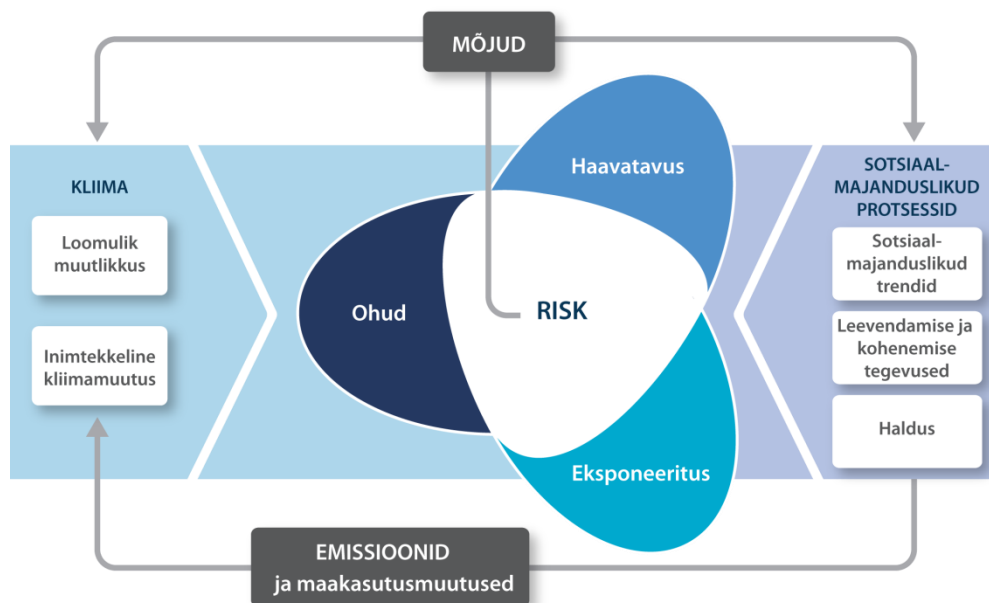 MÕJUD
KLIIMA
Loomulik
muutlikkus
Inimtekkeline
kliimamuutus
Haavatavus
Ohud
RISK
Eksponeeritus
SOTSIAAL-
MAJANDUSLIKUD
PROTSESSID
Sotsiaal-
majanduslikud
trendid
Leevendamise ja
kohenemise
tegevused
Haldus
EMISSIOONID
ja maakasutusmuutused